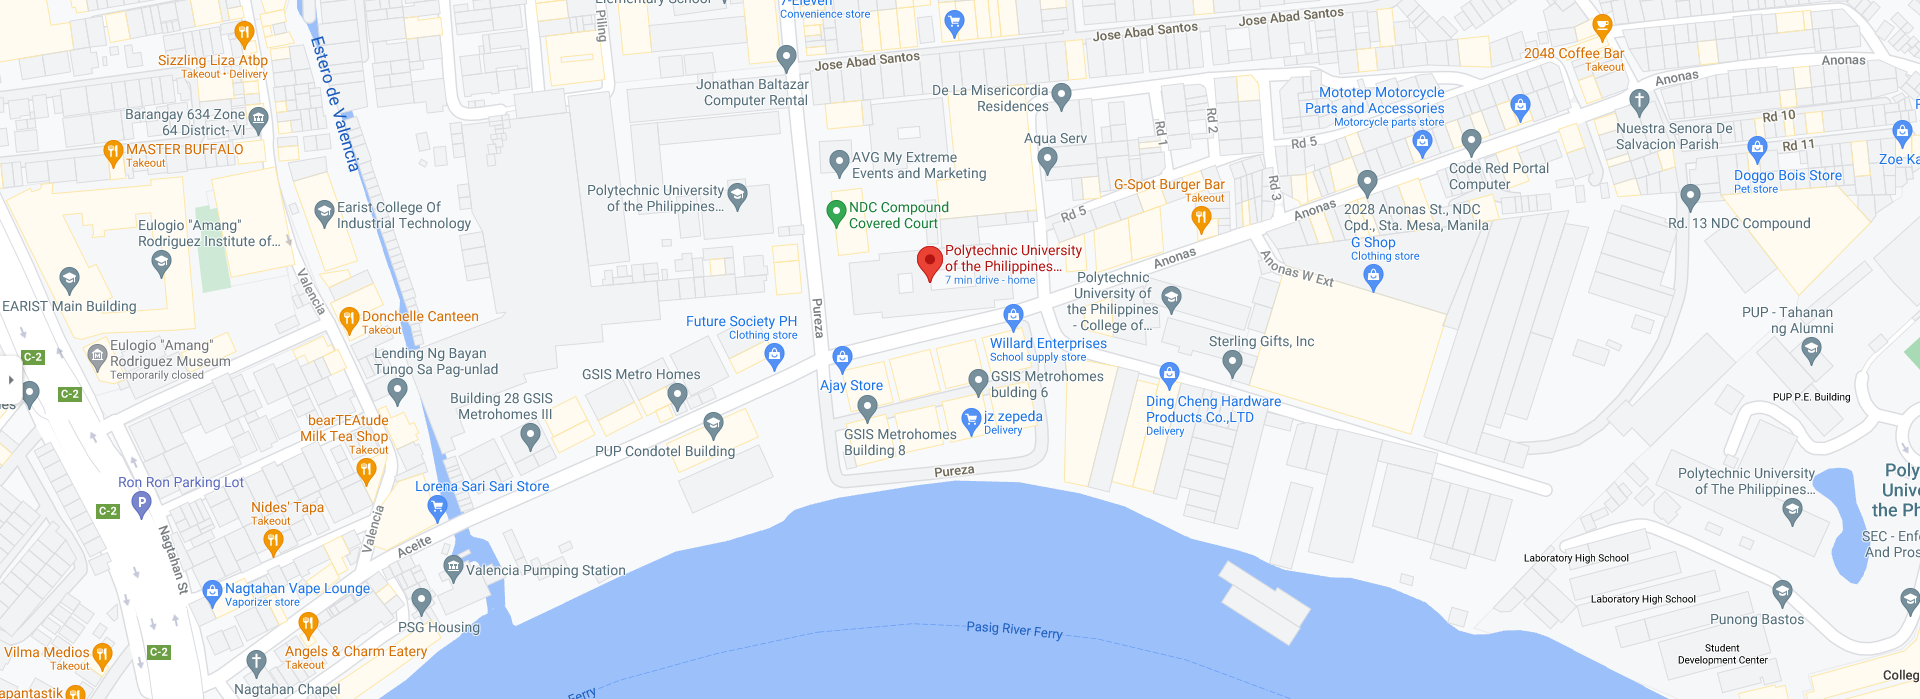 Elementary School
7-Eleven
Convenience store
Piling
Jose Abad Santos
Jose Abad Santos
Jose Abad Santos
Sizzling Liza Atbp
Takeout • Delivery
Estero de Valencia
Jonathan Baltazar
Computer Rental
De La Misericordia
Residences
2048 Coffee Bar
Takeout
Anonas
Anonas
Mototep Motorcycle
Parts and Accessories
Motorcycle parts store
Barangay 634 Zone
64 District- VI
MASTER BUFFALO
Takeout
Rd 1
Rd 2
Rd 5
Rd 10
Rd 11
Nuestra Senora De
Salvacion Parish
Aqua Serv
AVG My Extreme
Events and Marketing
Code Red Portal
Computer
Zoe Ka
Doggo Bois Store
Pet store
Polytechnic University
of the Philippines...
G-Spot Burger Bar
Takeout
Rd 3
Rd 5
Anonas
2028 Anonas St., NDC
Cpd., Sta. Mesa, Manila
Rd. 13 NDC Compound
Earist College Of
Industrial Technology
NDC Compound
Covered Court
Eulogio "Amang"
Rodriguez Institute of...
G Shop
Clothing store
Polytechnic University
of the Philippines...
7 min drive - home
Anonas
Anonas W Ext
Valencia
EARIST Main Building
Polytechnic
University of
the Philippines
- College of...
Donchelle Canteen
Takeout
Future Society PH
Clothing store
Pureza
PUP - Tahanan
ng Alumni
Eulogio "Amang"
Rodriguez Museum
Temporarily closed
Willard Enterprises
School supply store
Sterling Gifts, Inc
C-2
C-2
Lending Ng Bayan
Tungo Sa Pag-unlad
GSIS Metro Homes
Ajay Store
GSIS Metrohomes
bulding 6
Building 28 GSIS
Metrohomes III
Ding Cheng Hardware
Products Co.,LTD
Delivery
PUP P.E. Building
bearTEAtude
Milk Tea Shop
Takeout
jz zepeda
Delivery
GSIS Metrohomes
Building 8
PUP Condotel Building
Pureza
Ron Ron Parking Lot
Lorena Sari Sari Store
Polytechnic University
of The Philippines...
Poly
Unive
the Ph
C-2
Nides' Tapa
Takeout
Valencia
Aceite
Nagtahan St
SEC - Enfo
And Pros
Laboratory High School
Valencia Pumping Station
Nagtahan Vape Lounge
Vaporizer store
Laboratory High School
Punong Bastos
PSG Housing
Pasig River Ferry
C-2
Vilma Medios
Takeout
Angels & Charm Eatery
Takeout
Student
Development Center
Colleg
Nagtahan Chapel
apantastik
Takeout
Ferry